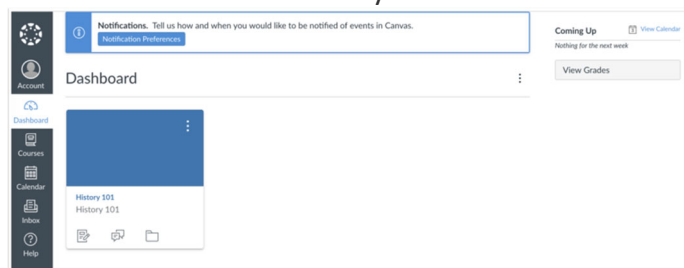 Account
Dashboard
Courses
Calendar
Inbox
Help
Notifications. Tell us how and when you would like to be notified of events in Canvas.
Notification Preferences
Dashboard
History 101
History 101
Coming Up
View Calendar
Nothing for the next week
View Grades